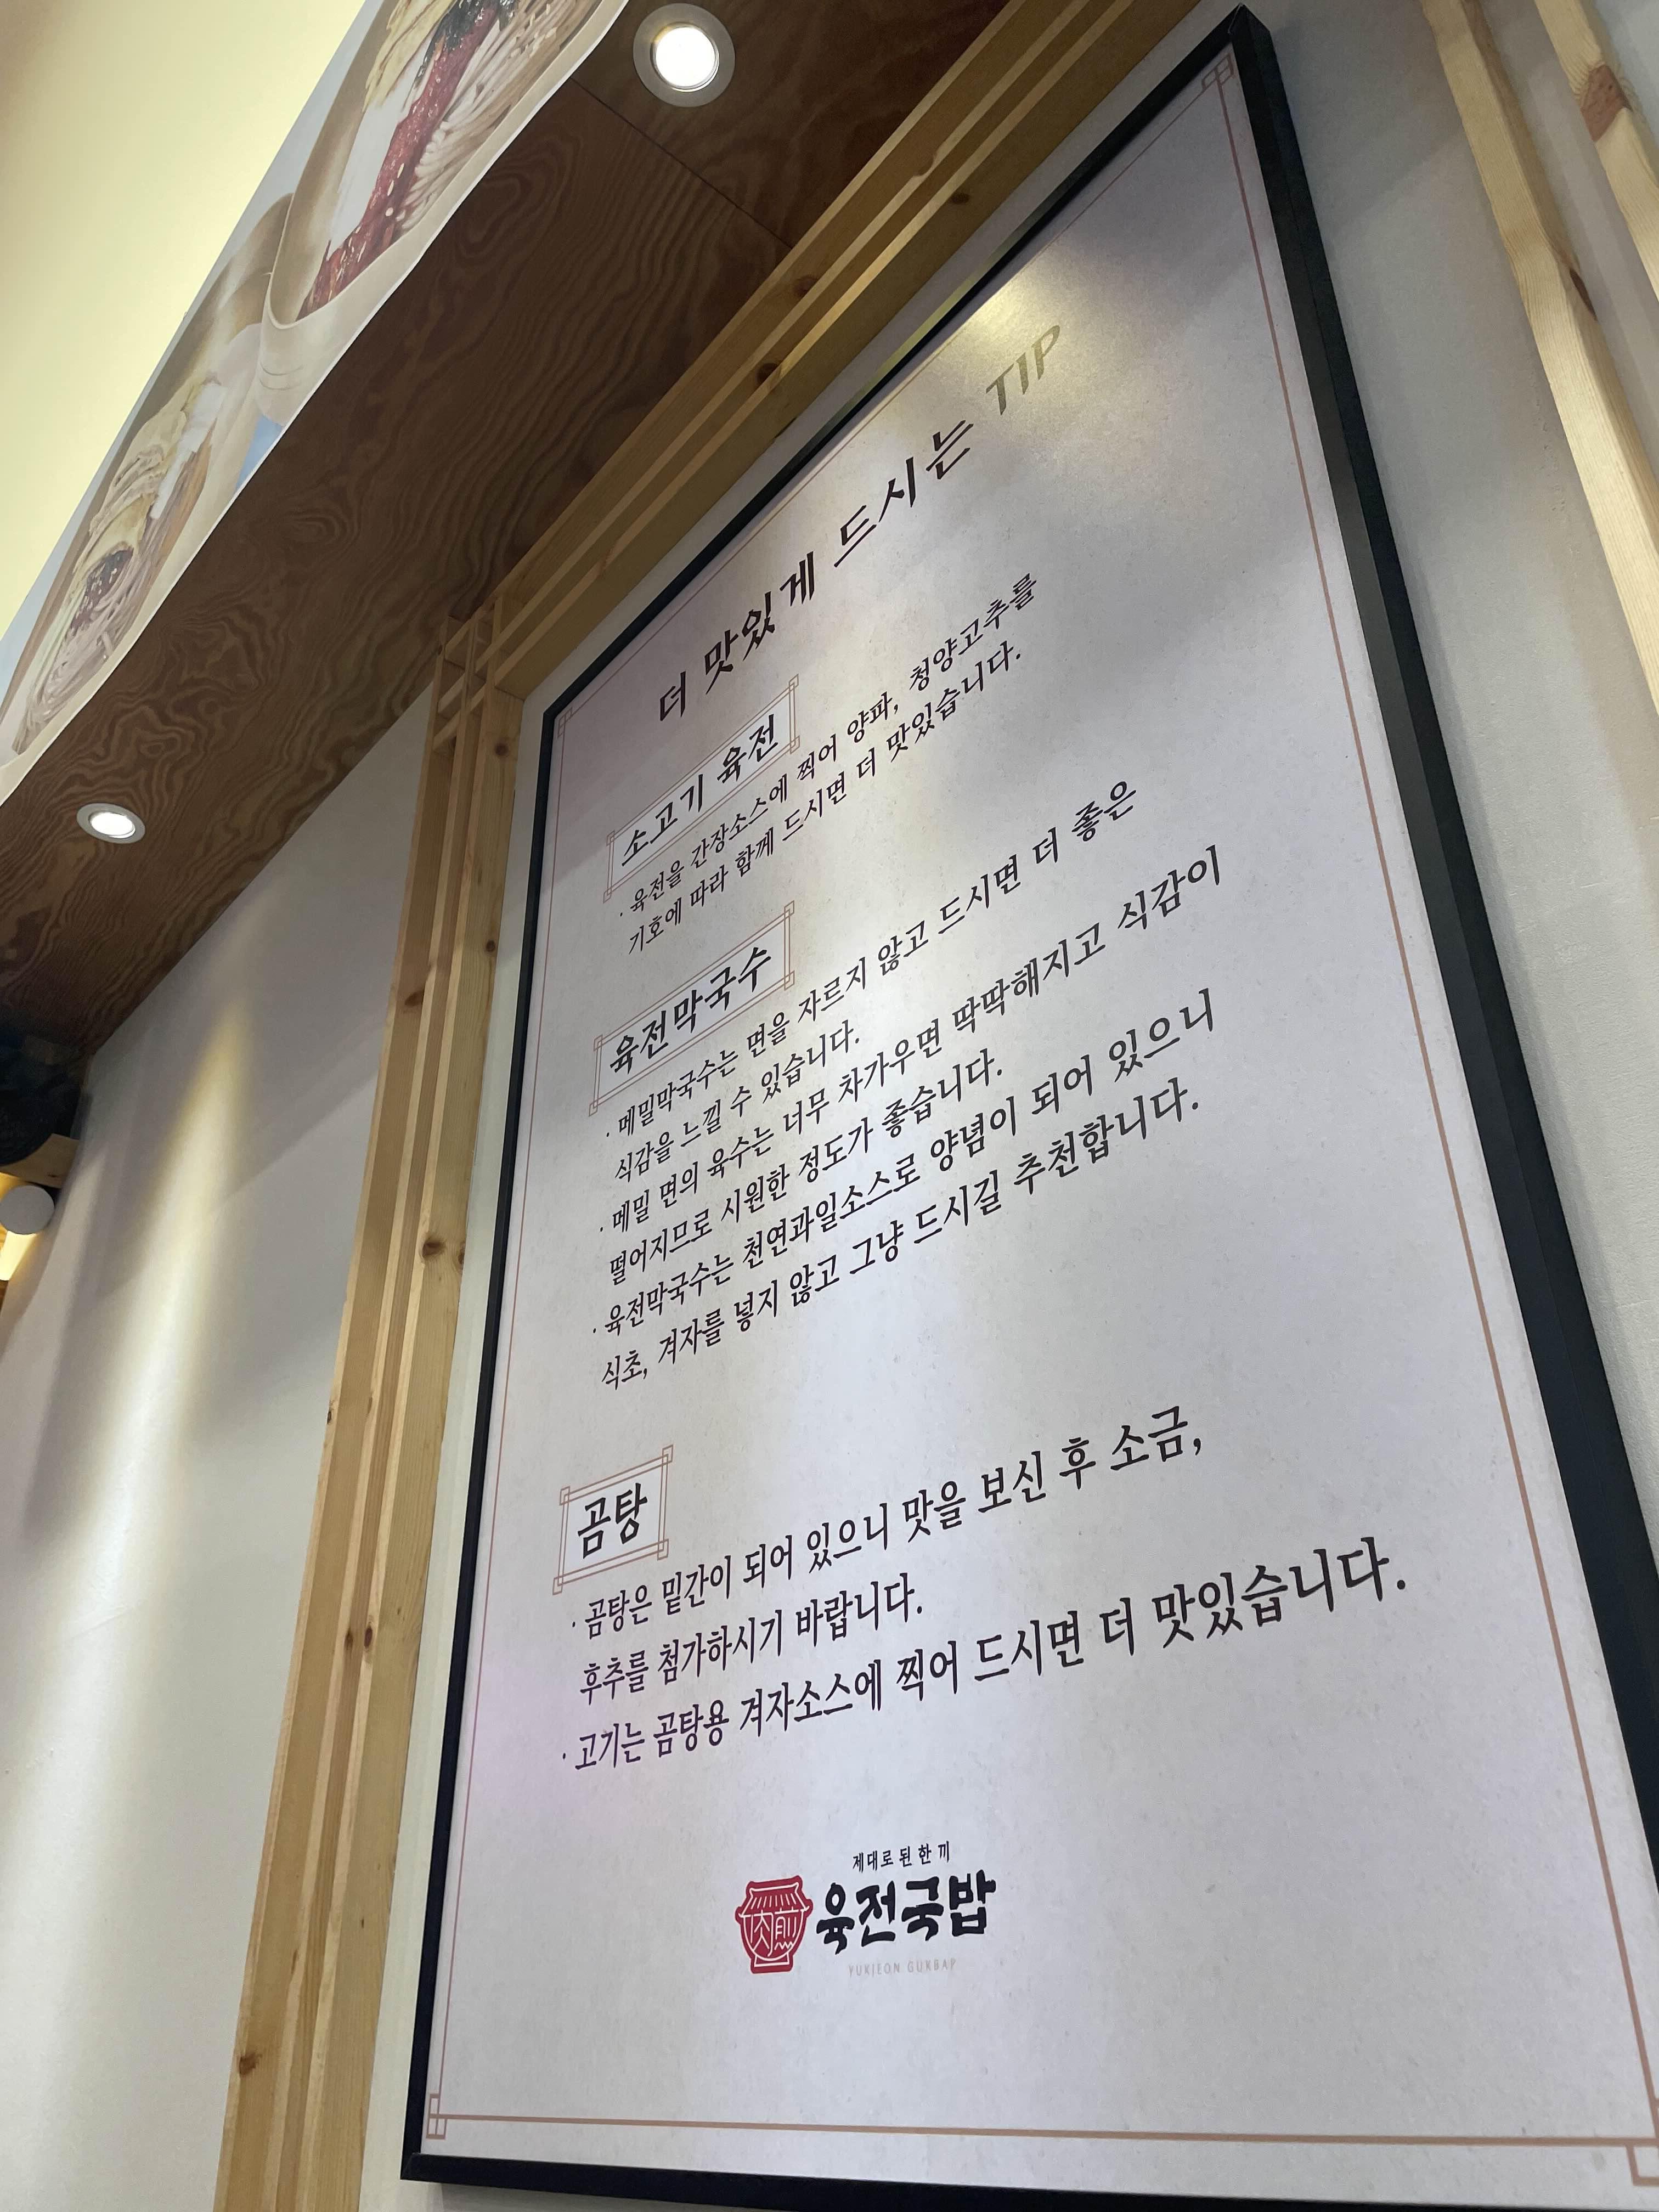 더 맛있게 드시는 TIP
소고기 육전
· 육전을 간장소스에 찍어 양파, 청양고추를
기호에 따라 함께 드시면 더 맛있습니다.
육전막국수
· 메밀막국수는 면을 자르지 않고 드시면 더 좋은
식감을 느낄 수 있습니다.
· 메밀 면의 육수는 너무 차가우면 딱딱해지고 식감이
떨어지므로 시원한 정도가 좋습니다.
· 육전막국수는 천연과일소스로 양념이 되어 있으니
식초, 겨자를 넣지 않고 그냥 드시길 추천합니다.
곰탕
· 곰탕은 밑간이 되어 있으니 맛을 보신 후 소금,
후추를 첨가하시기 바랍니다.
· 고기는 곰탕용 겨자소스에 찍어 드시면 더 맛있습니다.
제대로 된 한 끼
肉煎 육전국밥
YUKJEON GUKBAP